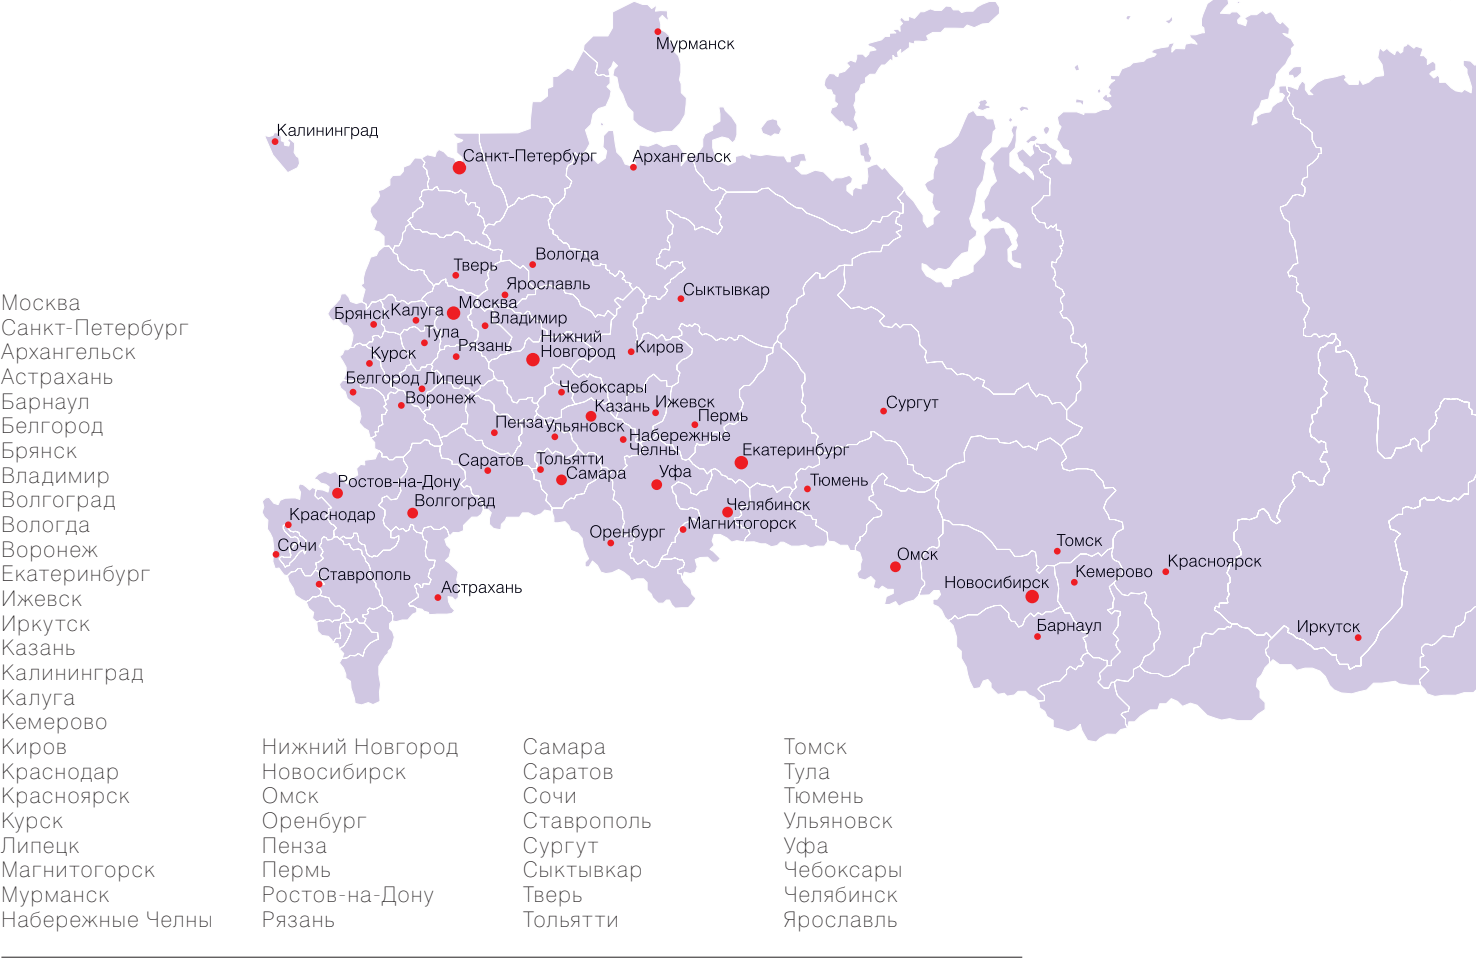 Мурманск
Калининград
Санкт-Петербург
Архангельск
Вологда
Тверь
Ярославль
Сыктывкар
Москва
Брянск
Калуга
Владимир
Тула
Нижний
Новгород
Рязань
Киров
Курск
Белгород
Липецк
Чебоксары
Воронеж
Казань
Ижевск
Сургут
Пермь
Пенза
Ульяновск
Набережные
Челны
Екатеринбург
Саратов
Тольятти
Самара
Уфа
Ростов-на-Дону
Тюмень
Волгоград
Челябинск
Краснодар
Магнитогорск
Оренбург
Сочи
Томск
Омск
Красноярск
Ставрополь
Кемерово
Новосибирск
Астрахань
Барнаул
Иркутск
Москва
Санкт-Петербург
Архангельск
Астрахань
Барнаул
Белгород
Брянск
Владимир
Волгоград
Вологда
Воронеж
Екатеринбург
Ижевск
Иркутск
Казань
Калининград
Калуга
Кемерово
Киров
Краснодар
Красноярск
Курск
Липецк
Магнитогорск
Мурманск
Набережные Челны
Нижний Новгород
Новосибирск
Омск
Оренбург
Пенза
Пермь
Ростов-на-Дону
Рязань
Самара
Саратов
Сочи
Ставрополь
Сургут
Сыктывкар
Тверь
Тольятти
Томск
Тула
Тюмень
Ульяновск
Уфа
Чебоксары
Челябинск
Ярославль